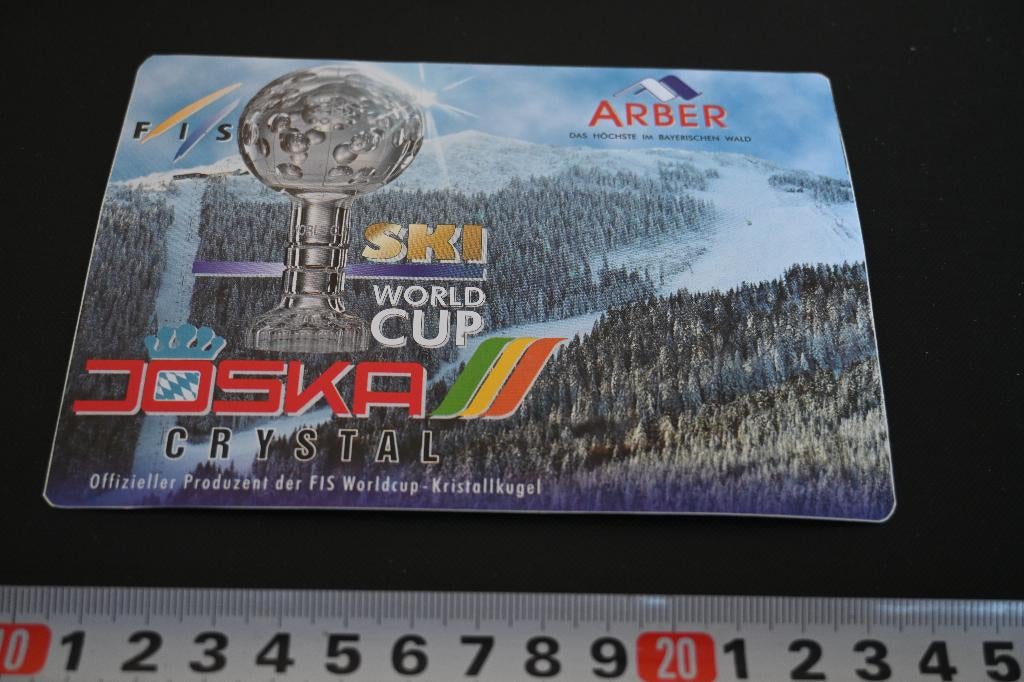 FIS
ARBER
DAS HÖCHSTE IM BAYERISCHEN WALD
SKI
WORLD
CUP
JOSKA
CRYSTAL
Offizieller Produzent der FIS Worldcup-Kristallkugel
10 1 2 3 4 5 6 7 8 9 20 1 2 3 4 5